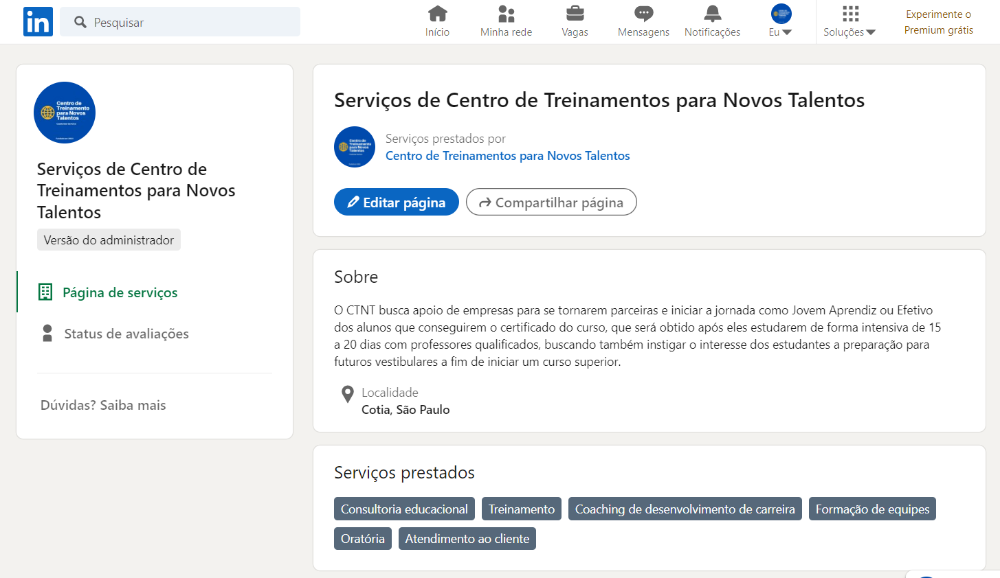 in
Pesquisar
Início
Minha rede
Vagas
Mensagens
Notificações
Eu
Soluções
Experimente o
Premium grátis
Centro de
Treinamento
para Novos
Talentos
Serviços de Centro de
Treinamentos para Novos
Talentos
Versão do administrador
Página de serviços
Status de avaliações
Dúvidas? Saiba mais
Serviços de Centro de Treinamentos para Novos Talentos
Centro de
Treinamento
para Novos
Talentos
Serviços prestados por
Centro de Treinamentos para Novos Talentos
Editar página
Compartilhar página
Sobre
O CTNT busca apoio de empresas para se tornarem parceiras e iniciar a jornada como Jovem Aprendiz ou Efetivo
dos alunos que conseguirem o certificado do curso, que será obtido após eles estudarem de forma intensiva de 15
a 20 dias com professores qualificados, buscando também instigar o interesse dos estudantes a preparação para
futuros vestibulares a fim de iniciar um curso superior.
Localidade
Cotia, São Paulo
Serviços prestados
Consultoria educacional
Treinamento
Coaching de desenvolvimento de carreira
Formação de equipes
Oratória
Atendimento ao cliente